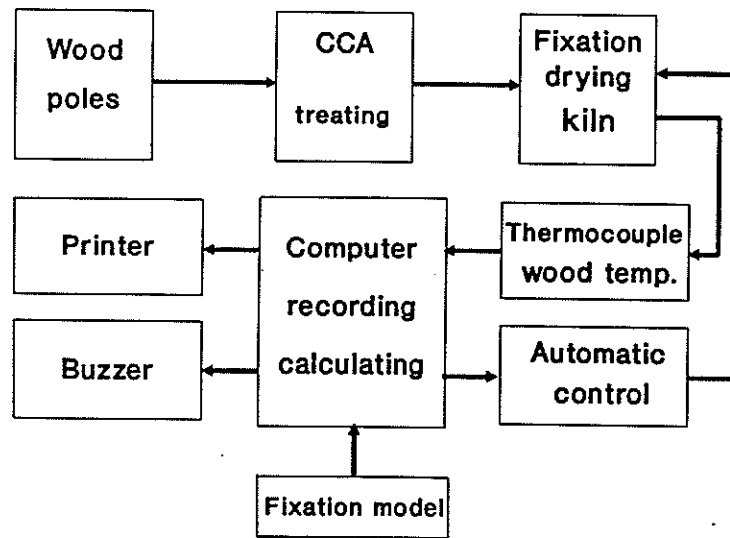 Wood
poles
CCA
treating
Fixation
drying
kiln
Printer
Computer
recording
calculating
Thermocouple
wood temp.
Buzzer
Automatic
control
Fixation model